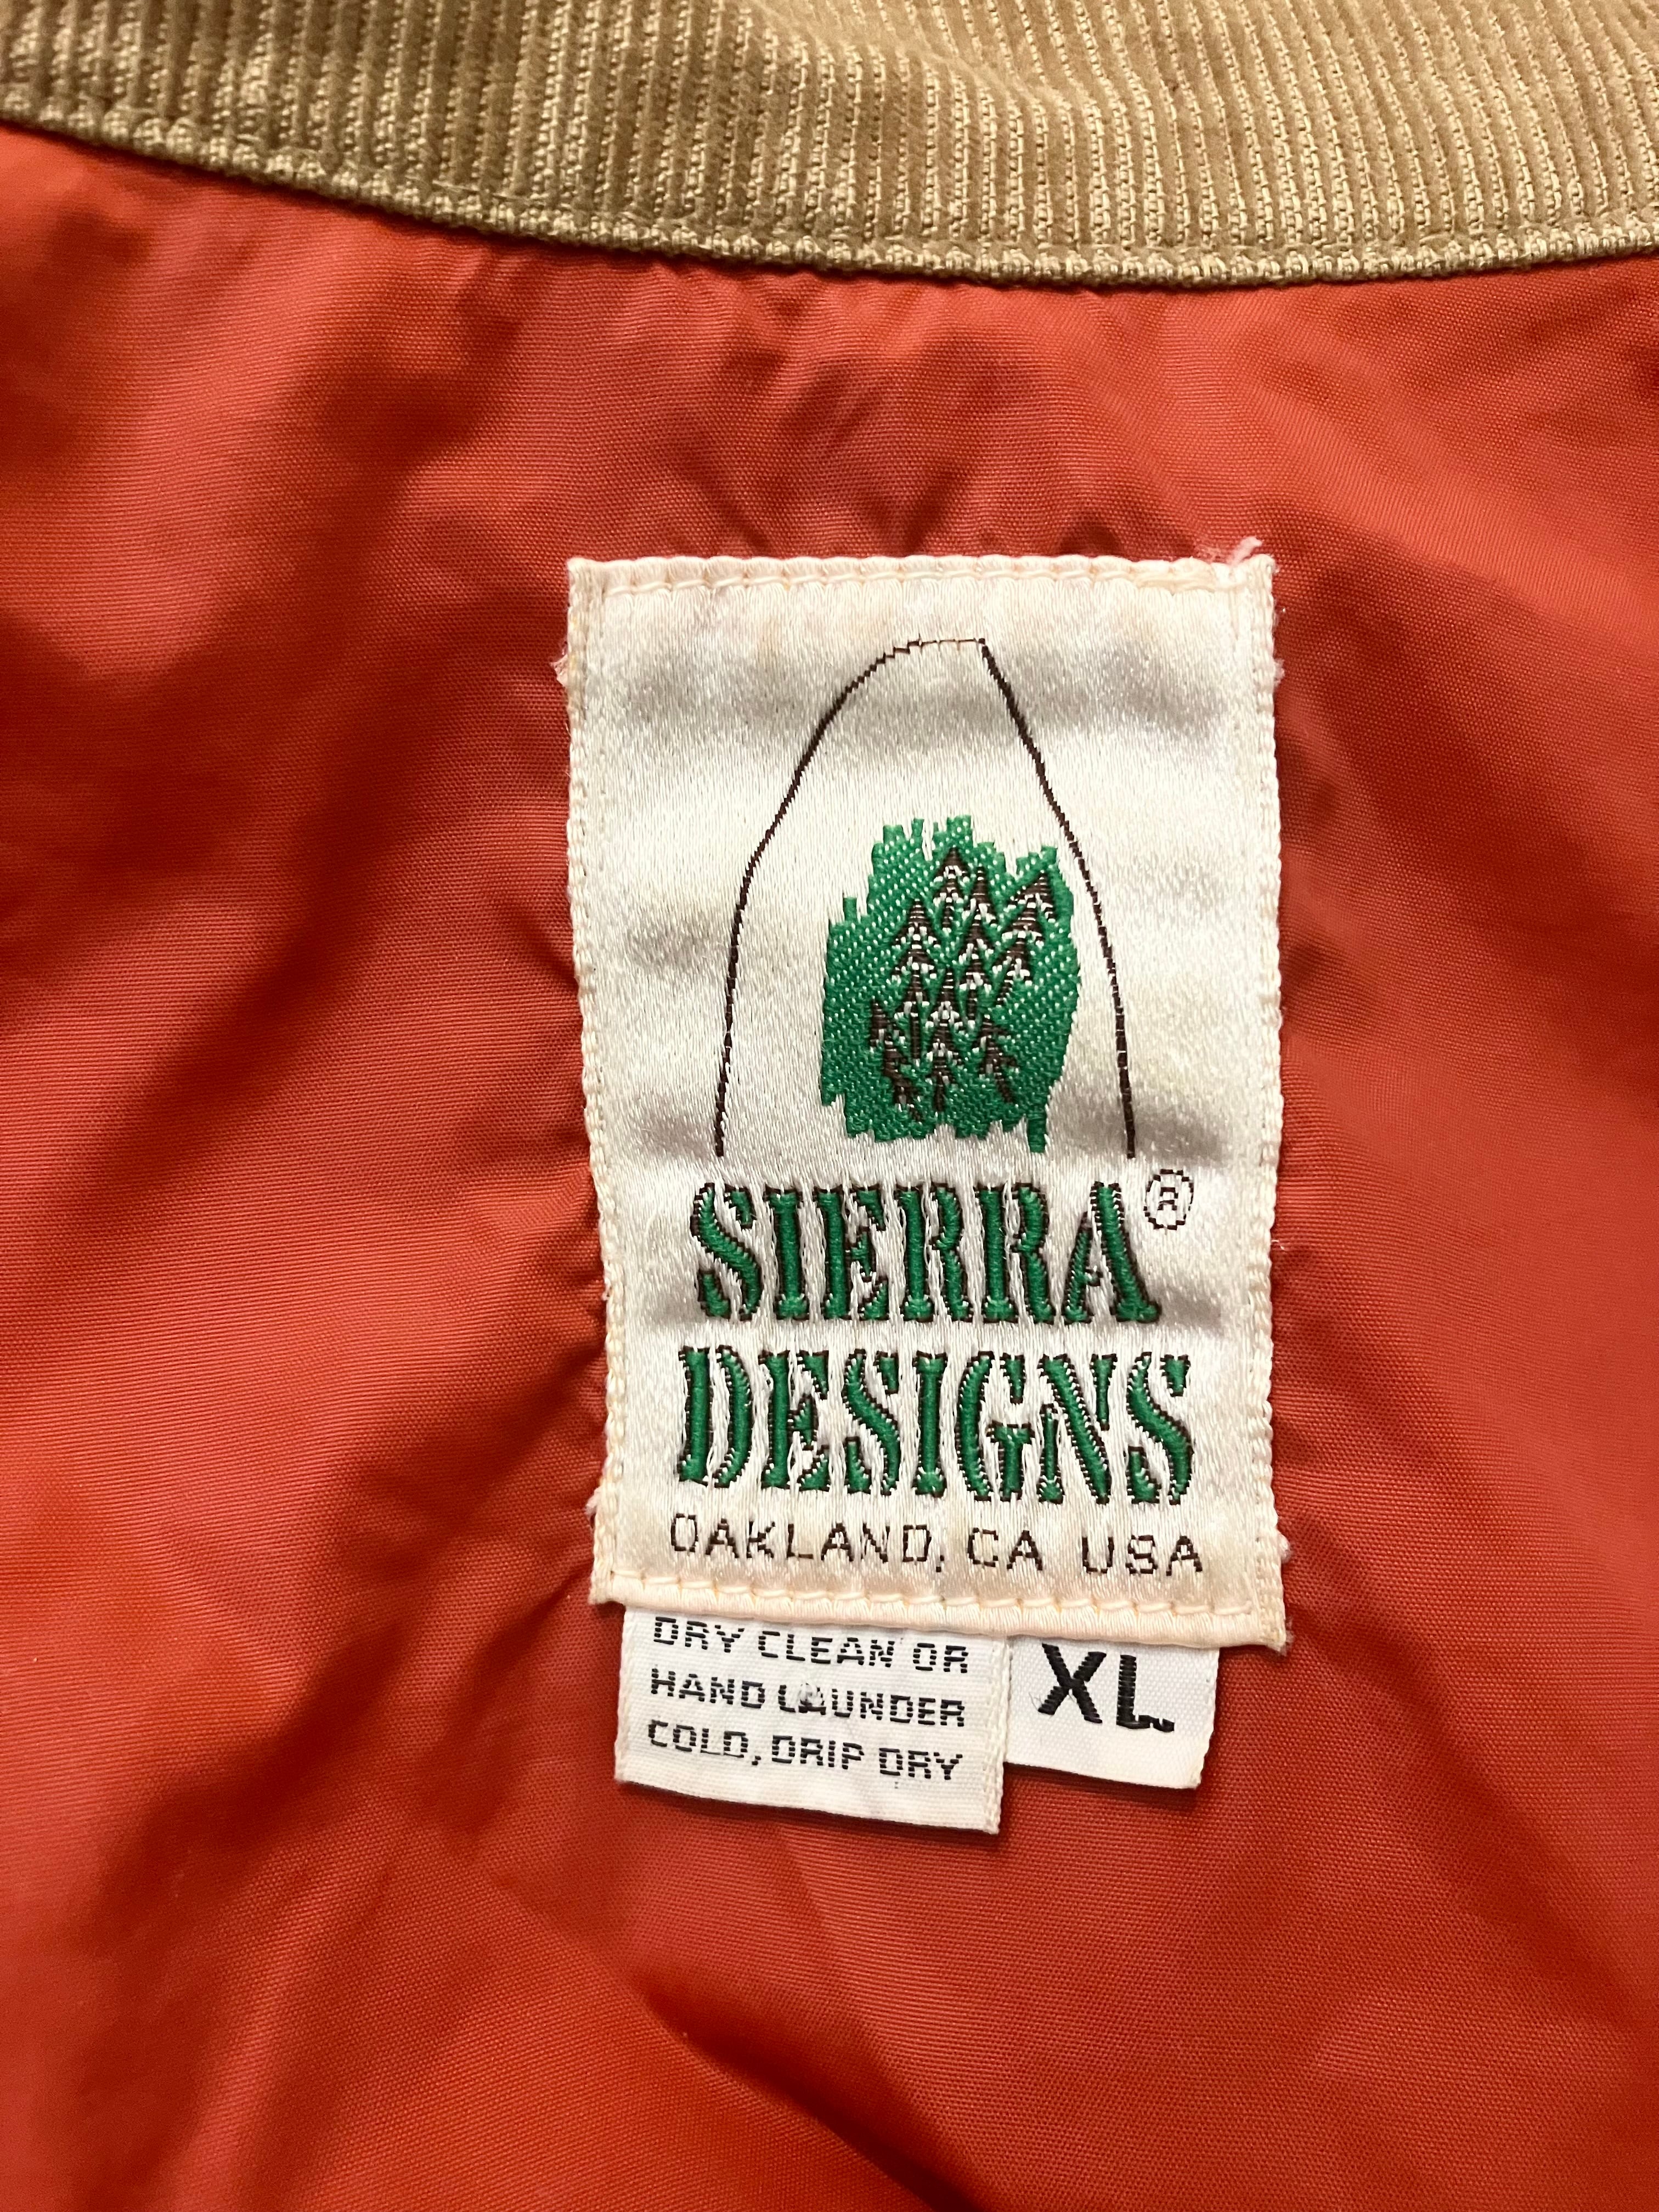 SIERRA®
DESIGNS
OAKLAND, CA USA
DRY CLEAN OR
HAND LAUNDER
COLD, DRIP DRY
XL